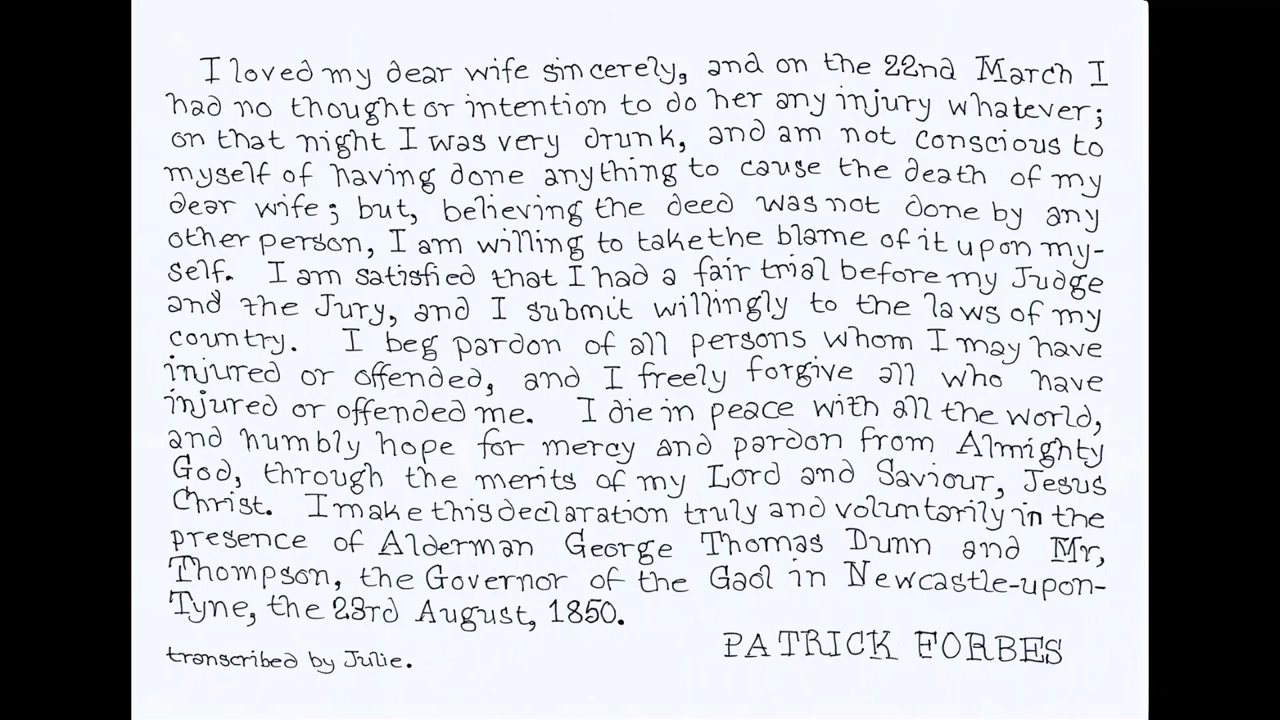 I loved my dear wife sincerely, and on the 22nd March I
had no thought or intention to do her any injury whatever;
on that night I was very drunk, and am not conscious to
myself of having done anything to cause the death of my
dear wife; but, believing the deed was not done by any
other person, I am willing to take the blame of it upon my-
self. I am satisfied that I had a fair trial before my Judge
and the Jury, and I submit willingly to the laws of my
country. I beg pardon of all persons whom I may have
injured or offended, and I freely forgive all who have
injured or offended me. I die in peace with all the world,
and humbly hope for mercy and pardon from Almighty
God, through the merits of my Lord and Saviour, Jesus
Christ. I make this declaration truly and voluntarily in the
presence of Alderman George Thomas Dunn and Mr,
Thompson, the Governor of the Gaol in Newcastle-upon-
Tyne, the 23rd August, 1850.
PATRICK FORBES
transcribed by Julie.